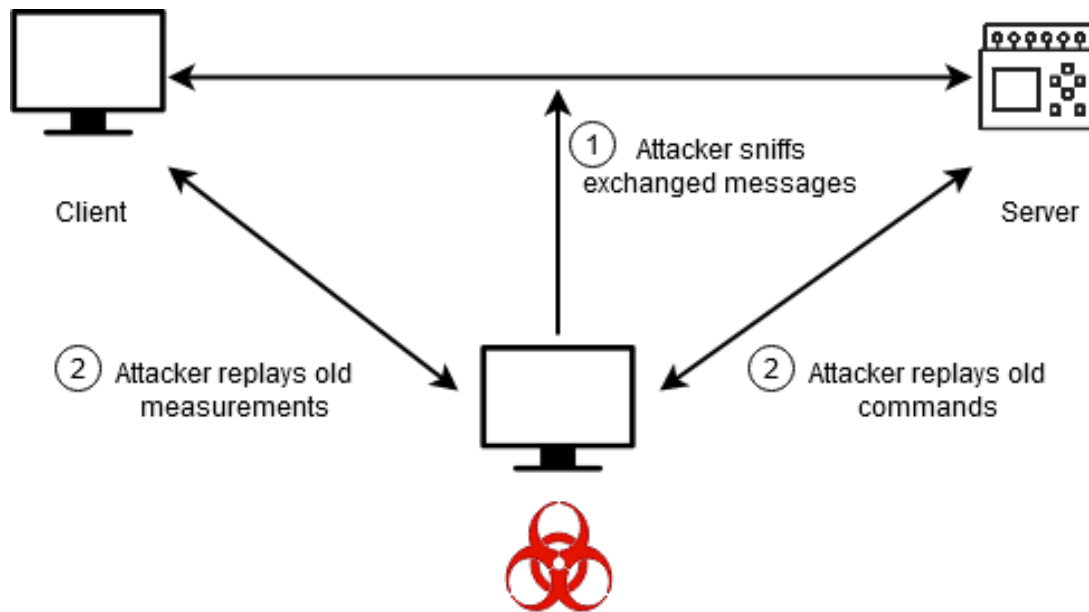 1 Attacker sniffs
exchanged messages
Client
Server
2 Attacker replays old
measurements
2 Attacker replays old
commands